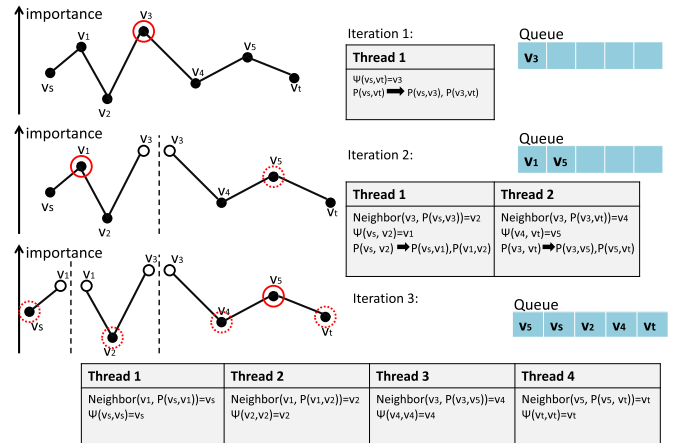 importance
v3
v1
v5
vs
v4
vt
v2
Iteration 1:
Thread 1
Ψ(vs,vt)=v3
P(vs,vt) ➡ P(vs,v3), P(v3,vt)
Queue
v3
importance
v1
v3
v3
v5
vs
v4
vt
v2
Iteration 2:
Queue
v1 v5
Thread 1
Neighbor(v3, P(vs,v3))=v2
Ψ(vs, v2)=v1
P(vs, v2) ➡ P(vs,v1),P(v1,v2)
Thread 2
Neighbor(v3, P(v3,vt))=v4
Ψ(v4, vt)=v5
P(v3, vt) ➡ P(v3,v5),P(v5,vt)
importance
v1
v1
v3
v3
v5
vs
v4
vt
v2
Iteration 3:
Queue
v5 vs v2 v4 vt
Thread 1
Neighbor(v1, P(vs,v1))=vs
Ψ(vs,vs)=vs
Thread 2
Neighbor(v1, P(v1,v2))=v2
Ψ(v2,v2)=v2
Thread 3
Neighbor(v3, P(v3,v5))=v4
Ψ(v4,v4)=v4
Thread 4
Neighbor(v5, P(v5, vt))=vt
Ψ(vt,vt)=vt